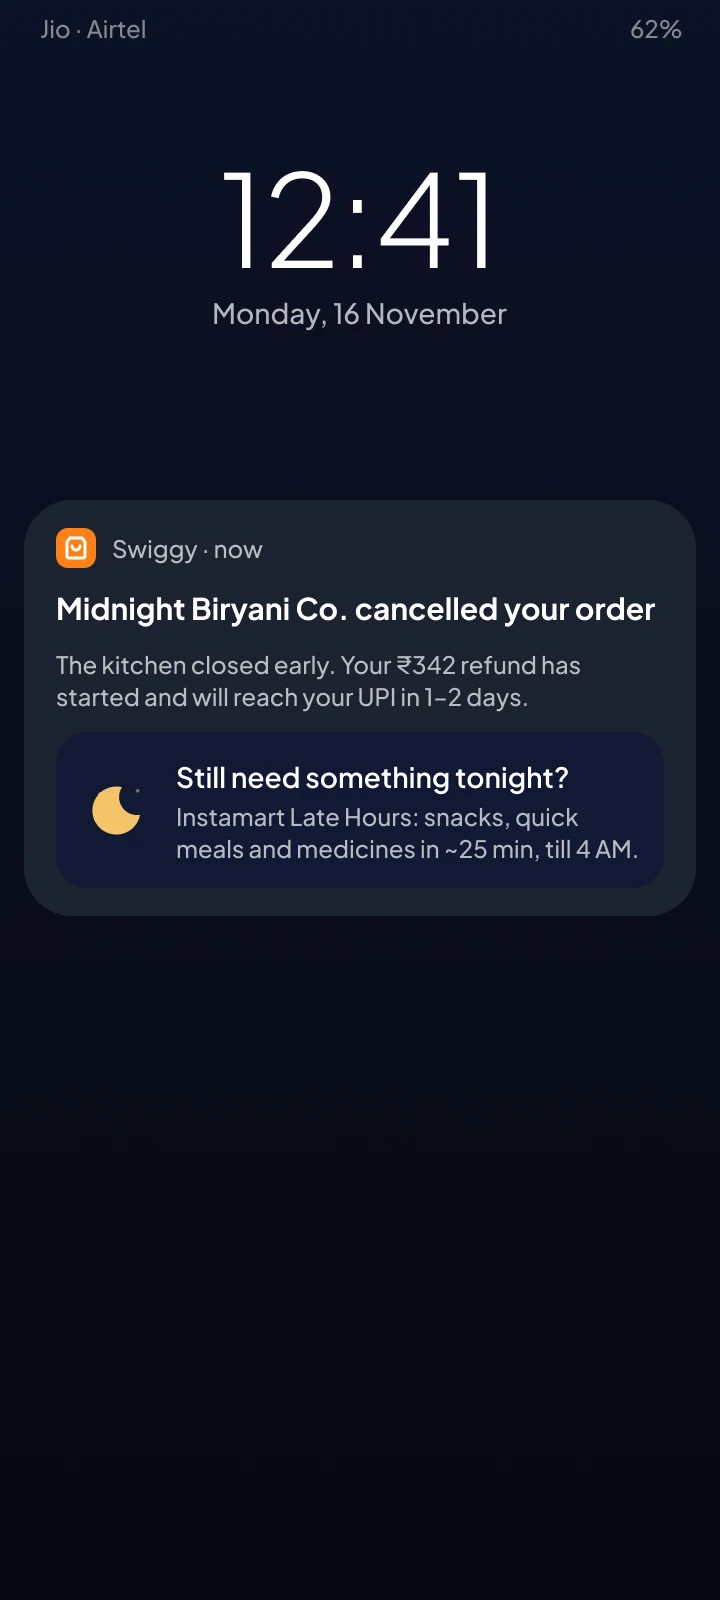 Jio · Airtel
62%
12:41
Monday, 16 November
Swiggy · now
Midnight Biryani Co. cancelled your order
The kitchen closed early. Your ₹342 refund has
started and will reach your UPI in 1–2 days.
Still need something tonight?
Instamart Late Hours: snacks, quick
meals and medicines in ~25 min, till 4 AM.